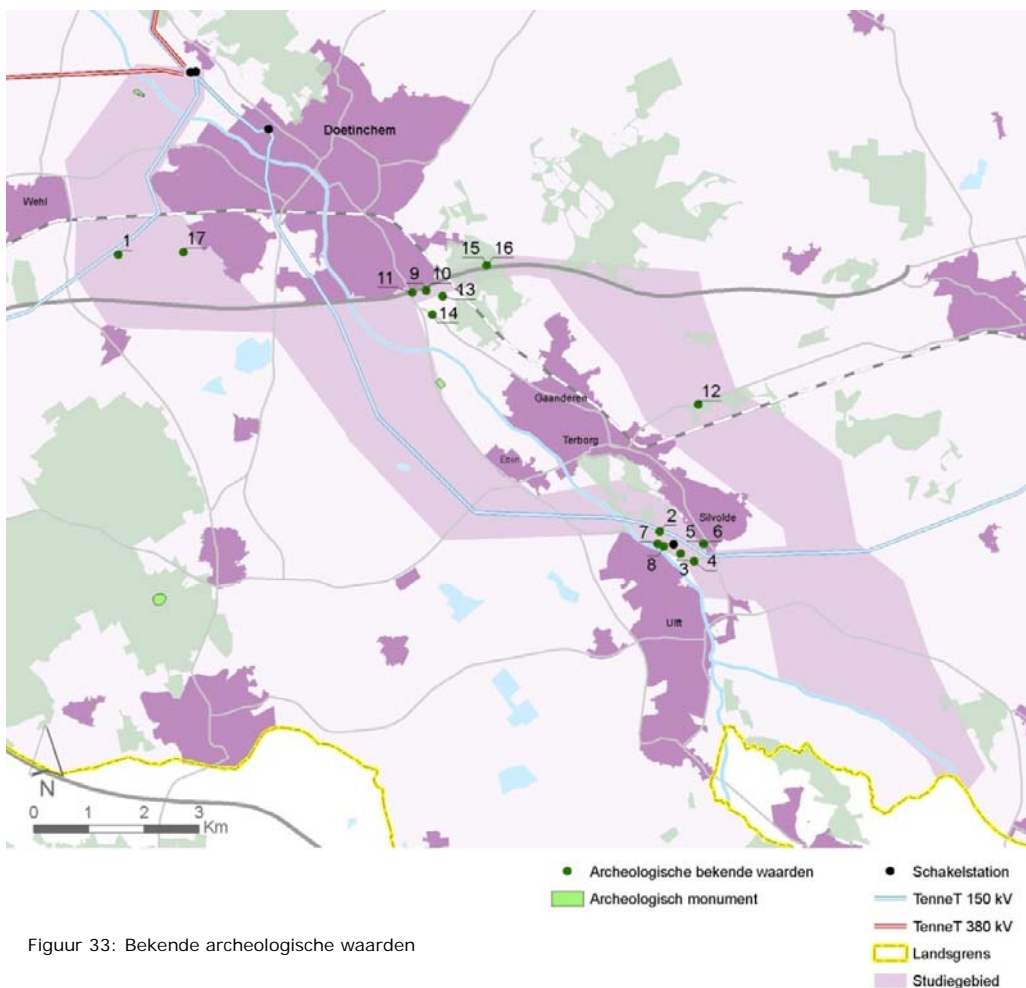 Doetinchem
Wehl
1
17
15 16
11 9 10
13
14
12
Gaanderen
Terborg
Etten
Silvolde
2
7 5 6
8 3 4
Ulft
N
0 1 2 3
Km
Archeologische bekende waarden
Archeologisch monument
Schakelstation
TenneT 150 kV
TenneT 380 kV
Landsgrens
Studiegebied
Figuur 33: Bekende archeologische waarden